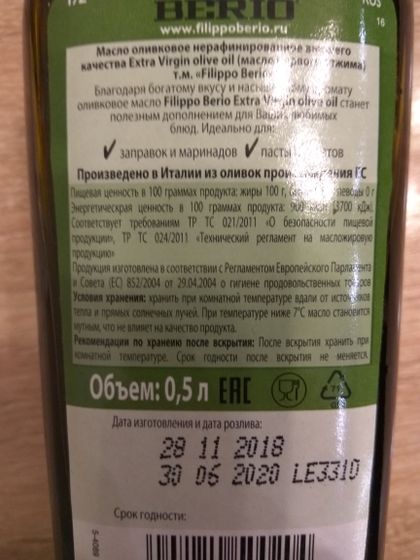 172
RUS
BERIO
16
www.filippoberio.ru
Масло оливковое нерафинированное высшего
качества Extra Virgin olive oil (масло первого отжима)
т.м. «Filippo Berio»
Благодаря богатому вкусу и насыщенному аромату
оливковое масло Filippo Berio Extra Virgin olive oil станет
полезным дополнением для Ваших любимых
блюд. Идеально для:
✓ заправок и маринадов ✓ пасты
Произведено в Италии из оливок происхождения ЕС
Пищевая ценность в 100 граммах продукта: жиры 100 г, углеводы 0 г
Энергетическая ценность в 100 граммах продукта: 900 ккал (3700 кДж)
Соответствует требованиям ТР ТС 021/2011 «О безопасности пищевой
продукции», ТР ТС 024/2011 «Технический регламент на масложировую
продукцию»
Продукция изготовлена в соответствии с Регламентом Европейского Парламента
и Совета (ЕС) 852/2004 от 29.04.2004 о гигиене продовольственных товаров
Условия хранения: хранить при комнатной температуре вдали от источников
тепла и прямых солнечных лучей. При температуре ниже 7°С масло становится
мутным, что не влияет на качество продукта.
Рекомендации по хранеию после вскрытия: После вскрытия хранить при
комнатной температуре. Срок годности после вскрытия не меняется.
Объем: 0,5 л EAC
Дата изготовления и дата розлива:
28 11 2018
30 06 2020 LE3310
Срок годности: